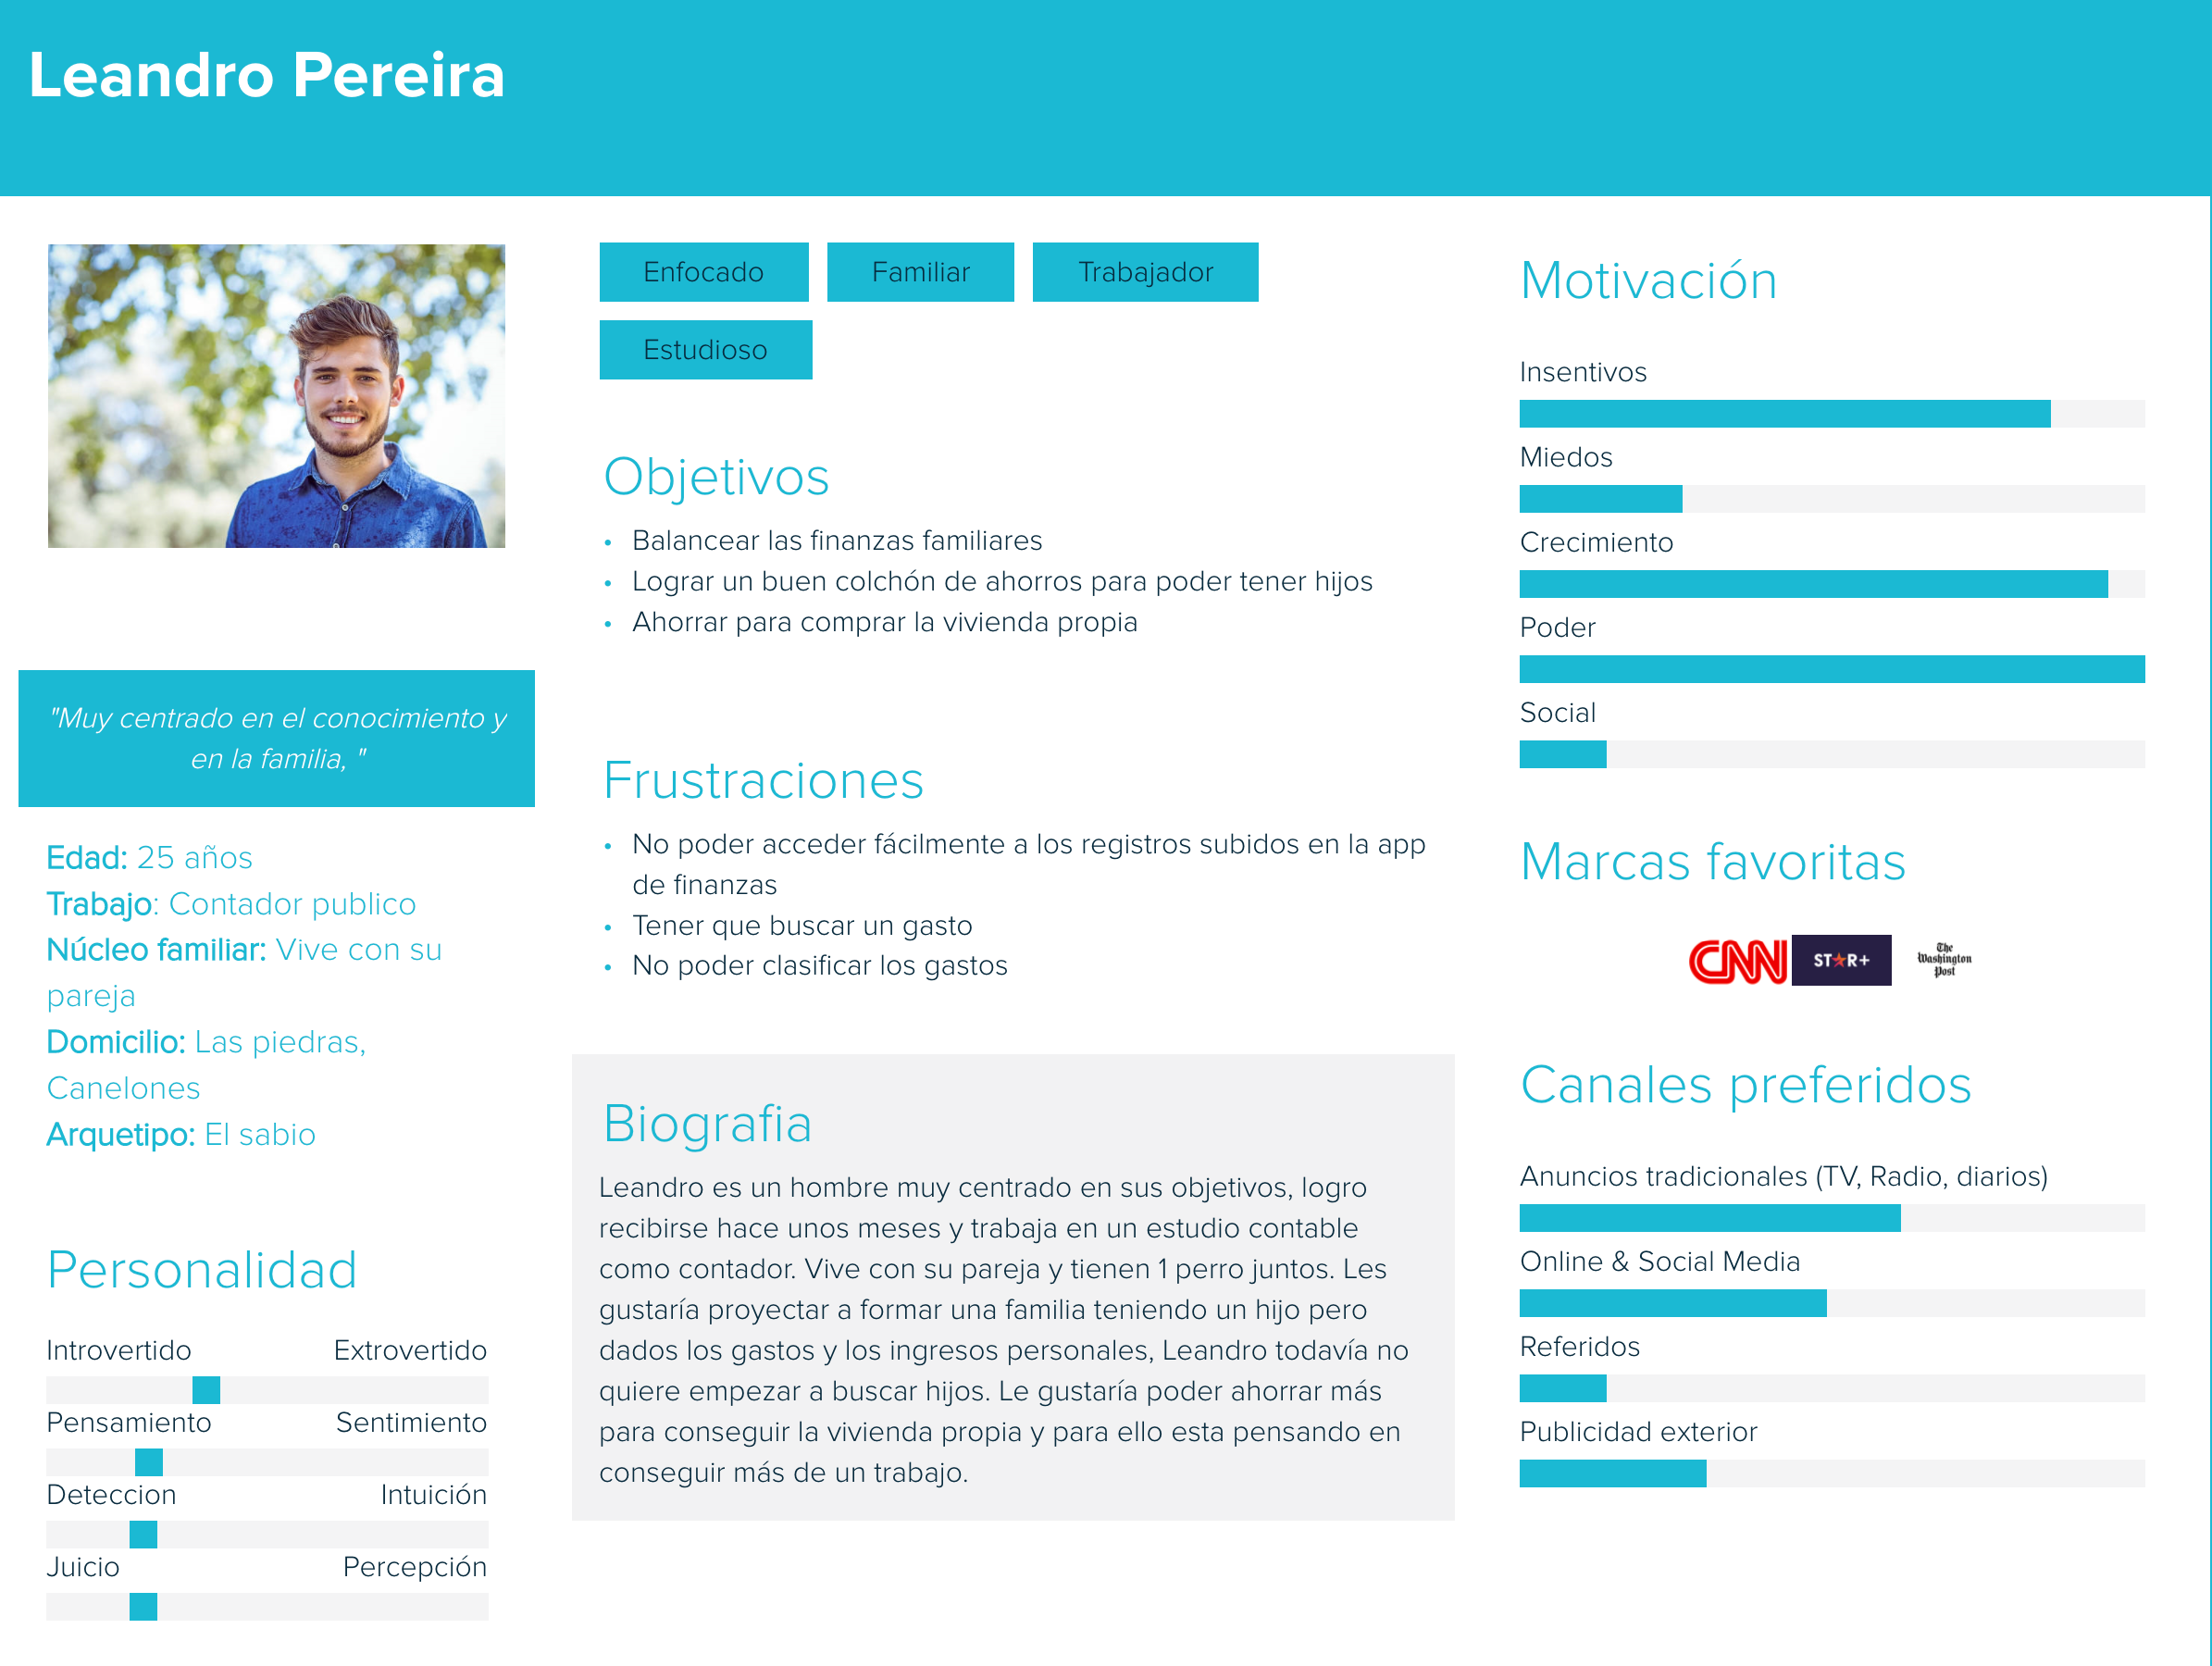 Leandro Pereira
"Muy centrado en el conocimiento y
en la familia, "
Edad: 25 años
Trabajo: Contador publico
Núcleo familiar: Vive con su
pareja
Domicilio: Las piedras,
Canelones
Arquetipo: El sabio
Personalidad
Introvertido Extrovertido
Pensamiento Sentimiento
Deteccion Intuición
Juicio Percepción
Enfocado Familiar Trabajador
Estudioso
Objetivos
• Balancear las finanzas familiares
• Lograr un buen colchón de ahorros para poder tener hijos
• Ahorrar para comprar la vivienda propia
Frustraciones
• No poder acceder fácilmente a los registros subidos en la app
de finanzas
• Tener que buscar un gasto
• No poder clasificar los gastos
Biografia
Leandro es un hombre muy centrado en sus objetivos, logro
recibirse hace unos meses y trabaja en un estudio contable
como contador. Vive con su pareja y tienen 1 perro juntos. Les
gustaría proyectar a formar una familia teniendo un hijo pero
dados los gastos y los ingresos personales, Leandro todavía no
quiere empezar a buscar hijos. Le gustaría poder ahorrar más
para conseguir la vivienda propia y para ello esta pensando en
conseguir más de un trabajo.
Motivación
Insentivos
Miedos
Crecimiento
Poder
Social
Marcas favoritas
CNN
ST★R+
The
Washington
Post
Canales preferidos
Anuncios tradicionales (TV, Radio, diarios)
Online & Social Media
Referidos
Publicidad exterior